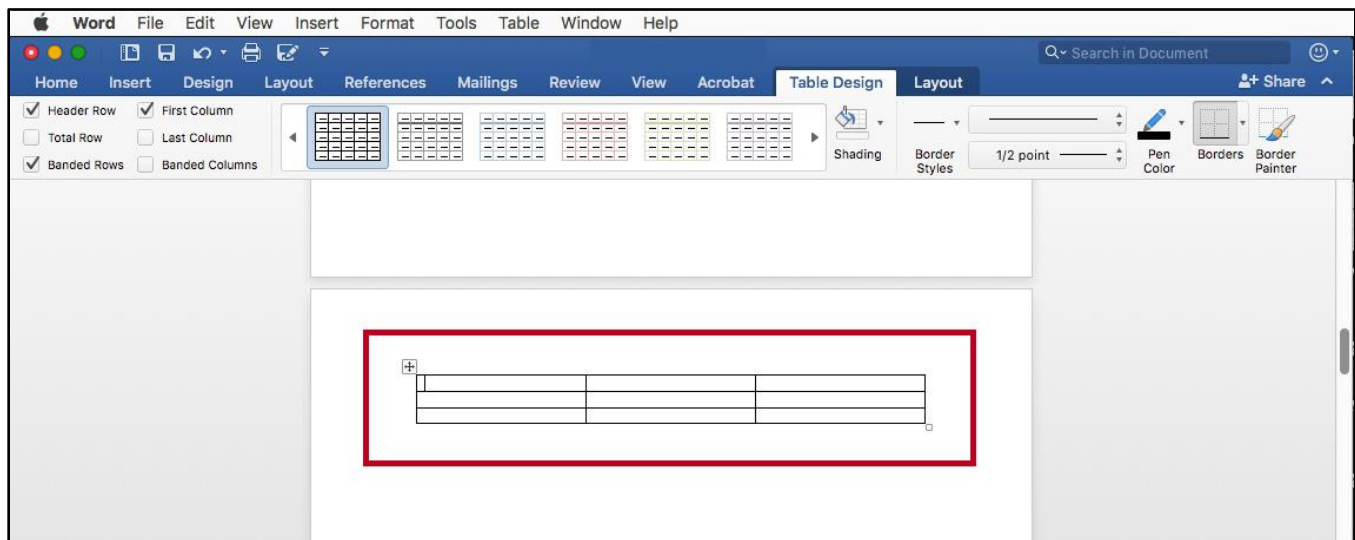 Word File Edit View Insert Format Tools Table Window Help
Search in Document
Home Insert Design Layout References Mailings Review View Acrobat Table Design Layout Share
Header Row First Column
Total Row Last Column
Banded Rows Banded Columns
Shading
Border Styles
1/2 point
Pen Color
Borders
Border Painter